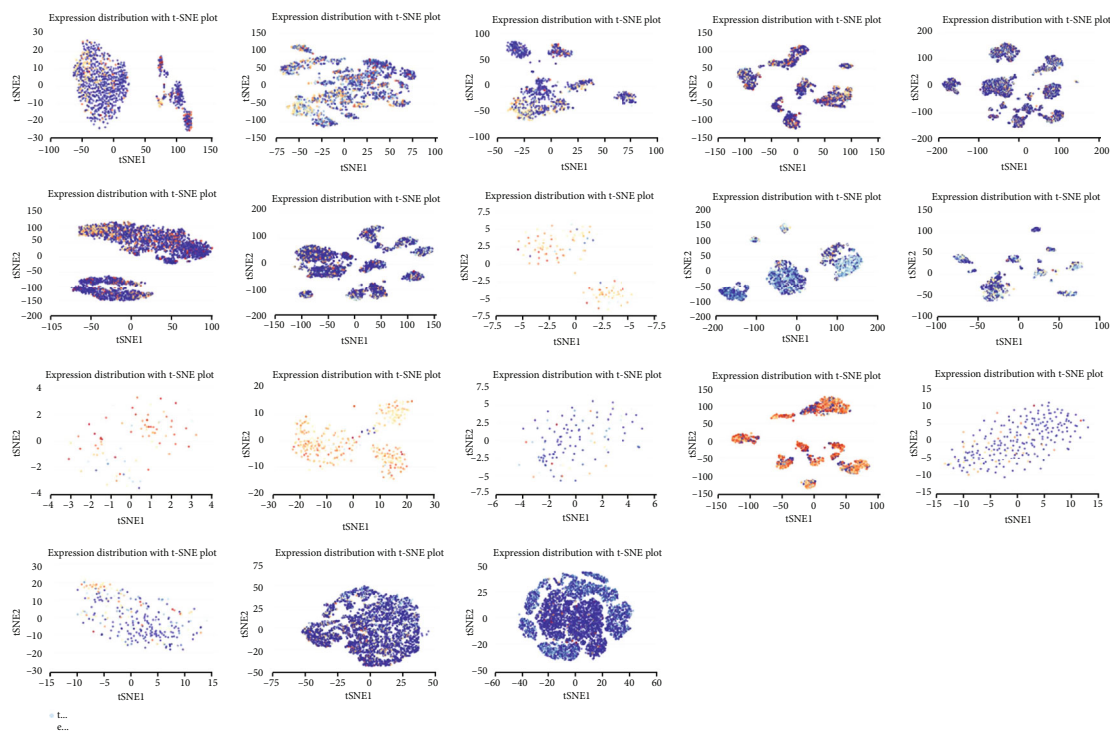 Expression distribution with t-SNE plot
30
20
10
0
−10
−20
−30
−100 −50 0 50 100 150
tSNE1
tSNE2
Expression distribution with t-SNE plot
150
100
50
0
−50
−100
−150
−75 −50 −25 0 25 50 75 100
tSNE1
tSNE2
Expression distribution with t-SNE plot
100
50
0
−50
−100
−50 −25 0 25 50 75 100
tSNE1
tSNE2
Expression distribution with t-SNE plot
150
100
50
0
−50
−100
−150
−150 −100 −50 0 50 100 150
tSNE1
tSNE2
Expression distribution with t-SNE plot
200
100
0
−100
−200
−200 −100 0 100 200
tSNE1
tSNE2
Expression distribution with t-SNE plot
150
100
50
0
−50
−100
−150
−200
−105 −50 0 50 100
tSNE1
tSNE2
Expression distribution with t-SNE plot
200
100
0
−100
−200
−150 −100 −50 0 50 100 150
tSNE1
tSNE2
Expression distribution with t-SNE plot
7.5
5
2.5
0
−2.5
−5
−7.5
−7.5 −5 −2.5 0 2.5 5 7.5
tSNE1
tSNE2
Expression distribution with t-SNE plot
200
150
100
50
0
−50
−100
−150
−200 −100 0 100 200
tSNE1
tSNE2
Expression distribution with t-SNE plot
150
100
50
0
−50
−100
−100 −50 0 50 100
tSNE1
tSNE2
Expression distribution with t-SNE plot
4
2
0
−2
−4
−4 −3 −2 −1 0 1 2 3 4
tSNE1
tSNE2
Expression distribution with t-SNE plot
20
10
0
−10
−20
−30 −20 −10 0 10 20 30
tSNE1
tSNE2
Expression distribution with t-SNE plot
7.5
5
2.5
0
−2.5
−5
−7.5
−6 −4 −2 0 2 4 6
tSNE1
tSNE2
Expression distribution with t-SNE plot
150
100
50
0
−50
−100
−150
−150 −100 −50 0 50 100
tSNE1
tSNE2
Expression distribution with t-SNE plot
15
10
5
0
−5
−10
−15
−15 −10 −5 0 5 10 15
tSNE1
tSNE2
Expression distribution with t-SNE plot
30
20
10
0
−10
−20
−30
−15 −10 −5 0 5 10 15
tSNE1
tSNE2
Expression distribution with t-SNE plot
75
50
25
0
−25
−50
−50 −25 0 25 50
tSNE1
tSNE2
Expression distribution with t-SNE plot
50
25
0
−25
−50
−60 −40 −20 0 20 40 60
tSNE1
tSNE2
t...
e...